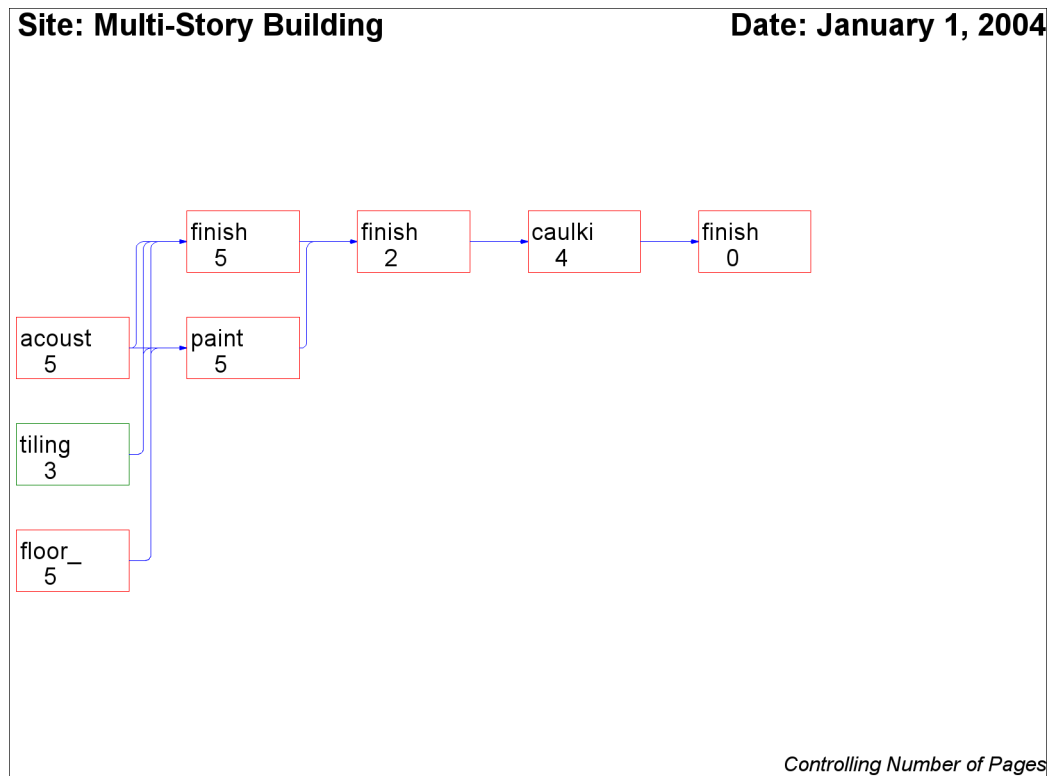 Site: Multi-Story Building
Date: January 1, 2004
finish
5
finish
2
caulki
4
finish
0
acoust
5
paint
5
tiling
3
floor_
5
Controlling Number of Pages